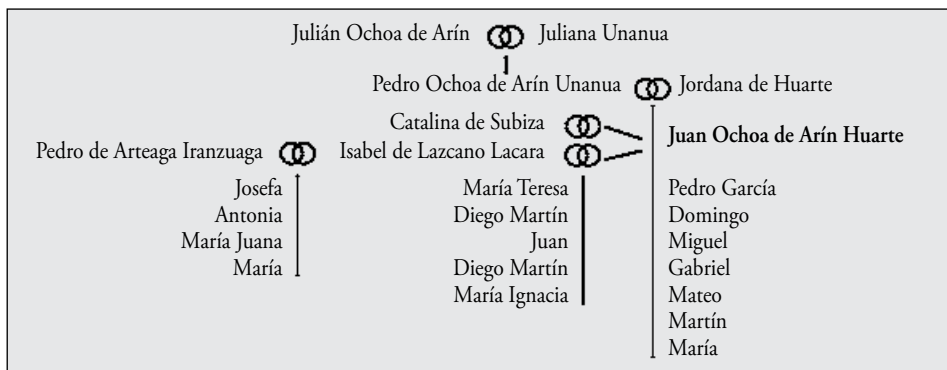 Julián Ochoa de Arín Juliana Unanua
Pedro Ochoa de Arín Unanua Jordana de Huarte
Catalina de Subiza
Juan Ochoa de Arín Huarte
Pedro de Arteaga Iranzuaga Isabel de Lazcano Lacara
Josefa María Teresa Pedro García
Antonia Diego Martín Domingo
María Juana Juan Miguel
María Diego Martín Gabriel
María Ignacia Mateo
Martín
María